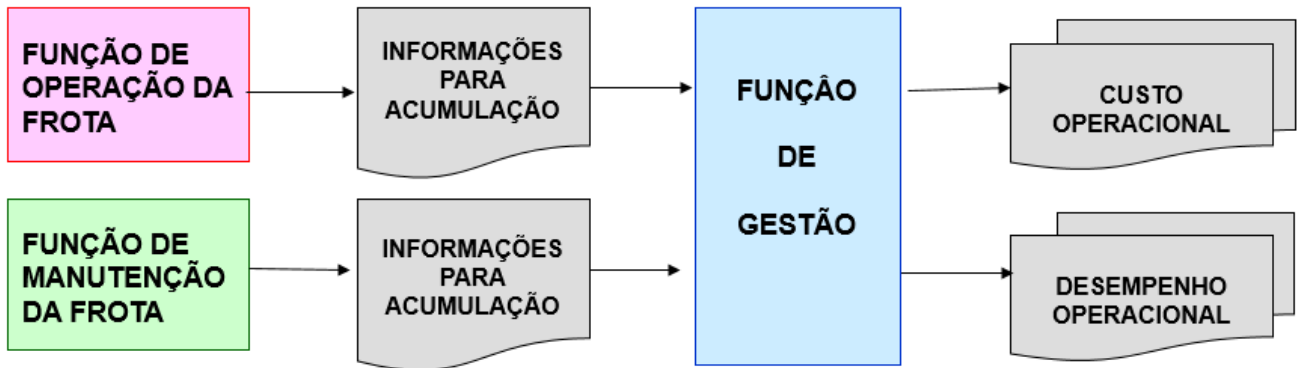 FUNÇÃO DE
OPERAÇÃO DA
FROTA
INFORMAÇÕES
PARA
ACUMULAÇÃO
FUNÇÂO
DE
GESTÃO
CUSTO
OPERACIONAL
FUNÇÃO DE
MANUTENÇÃO
DA FROTA
INFORMAÇÕES
PARA
ACUMULAÇÃO
DESEMPENHO
OPERACIONAL